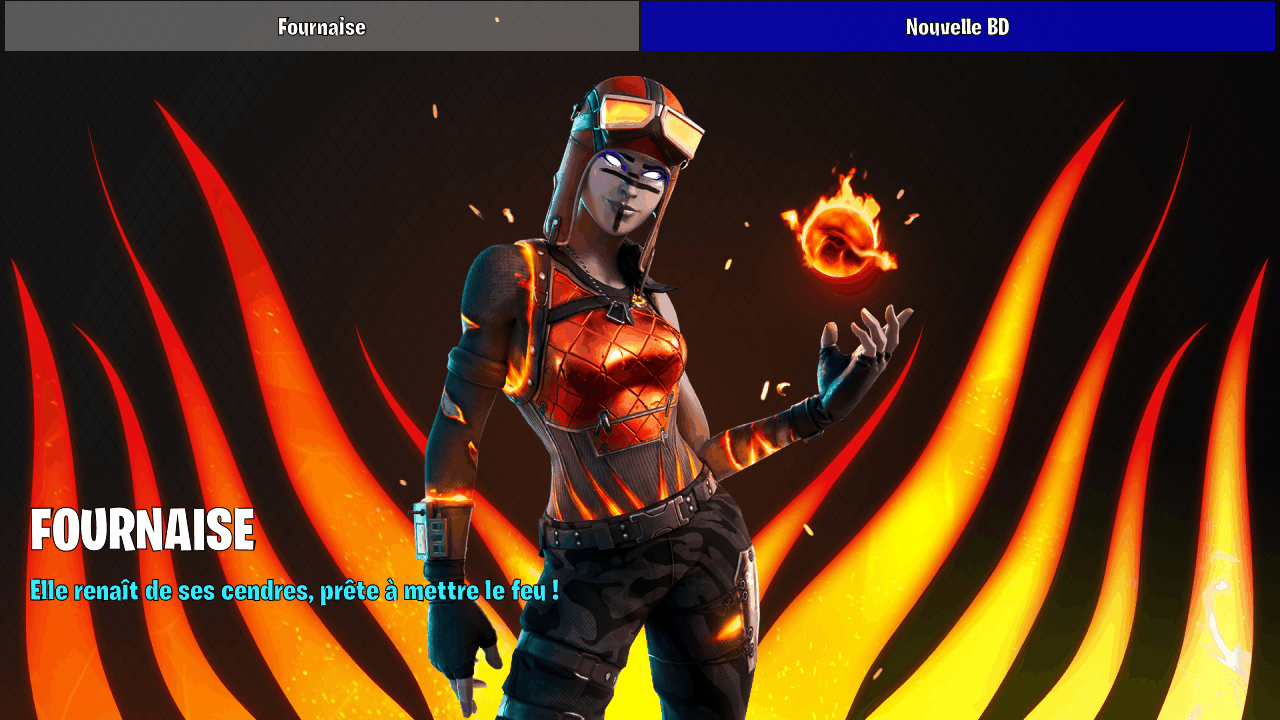 Fournaise
Nouvelle BD
FOURNAISE
Elle renaît de ses cendres, prête à mettre le feu !